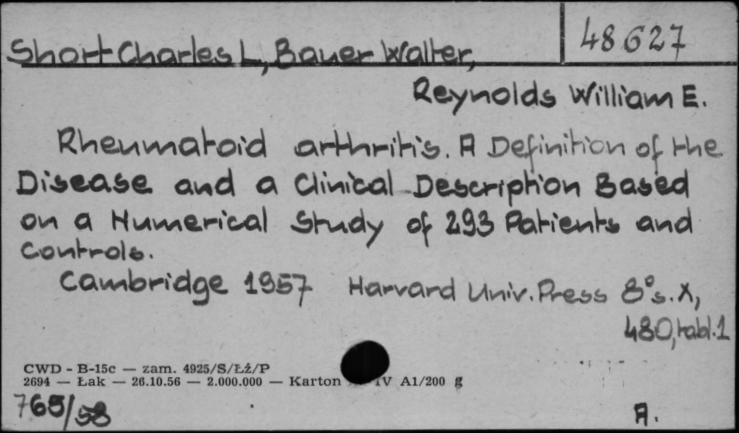 48627
Short Charles L, Bauer Walter,
Reynolds William E.
Rheumatoid arthritis. A Definition of the
Disease and a Clinical Description Based
on a Numerical Study of 293 Patients and
Controls.
Cambridge 1957 Harvard Univ. Press 8° s. X,
480, tabl. 1
CWD - B-15c — zam. 4925/S/Łż/P
2694 — Łak — 26.10.56 — 2.000.000 — Karton IV A1/200 g
765/58
A.